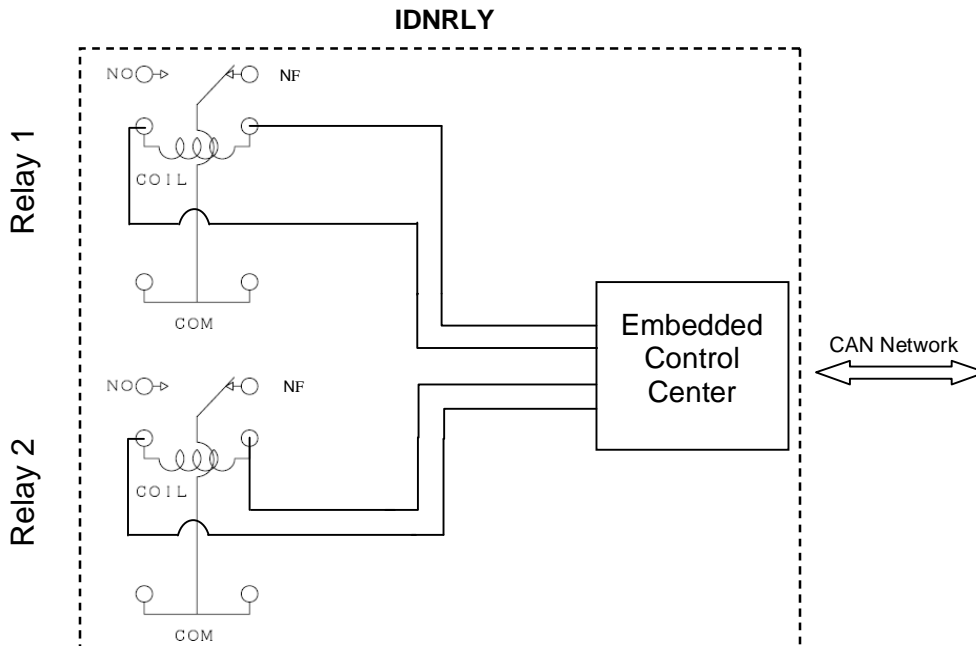 IDNRLY
Relay 1
NO
NF
COIL
COM
Embedded
Control
Center
CAN Network
Relay 2
NO
NF
COIL
COM